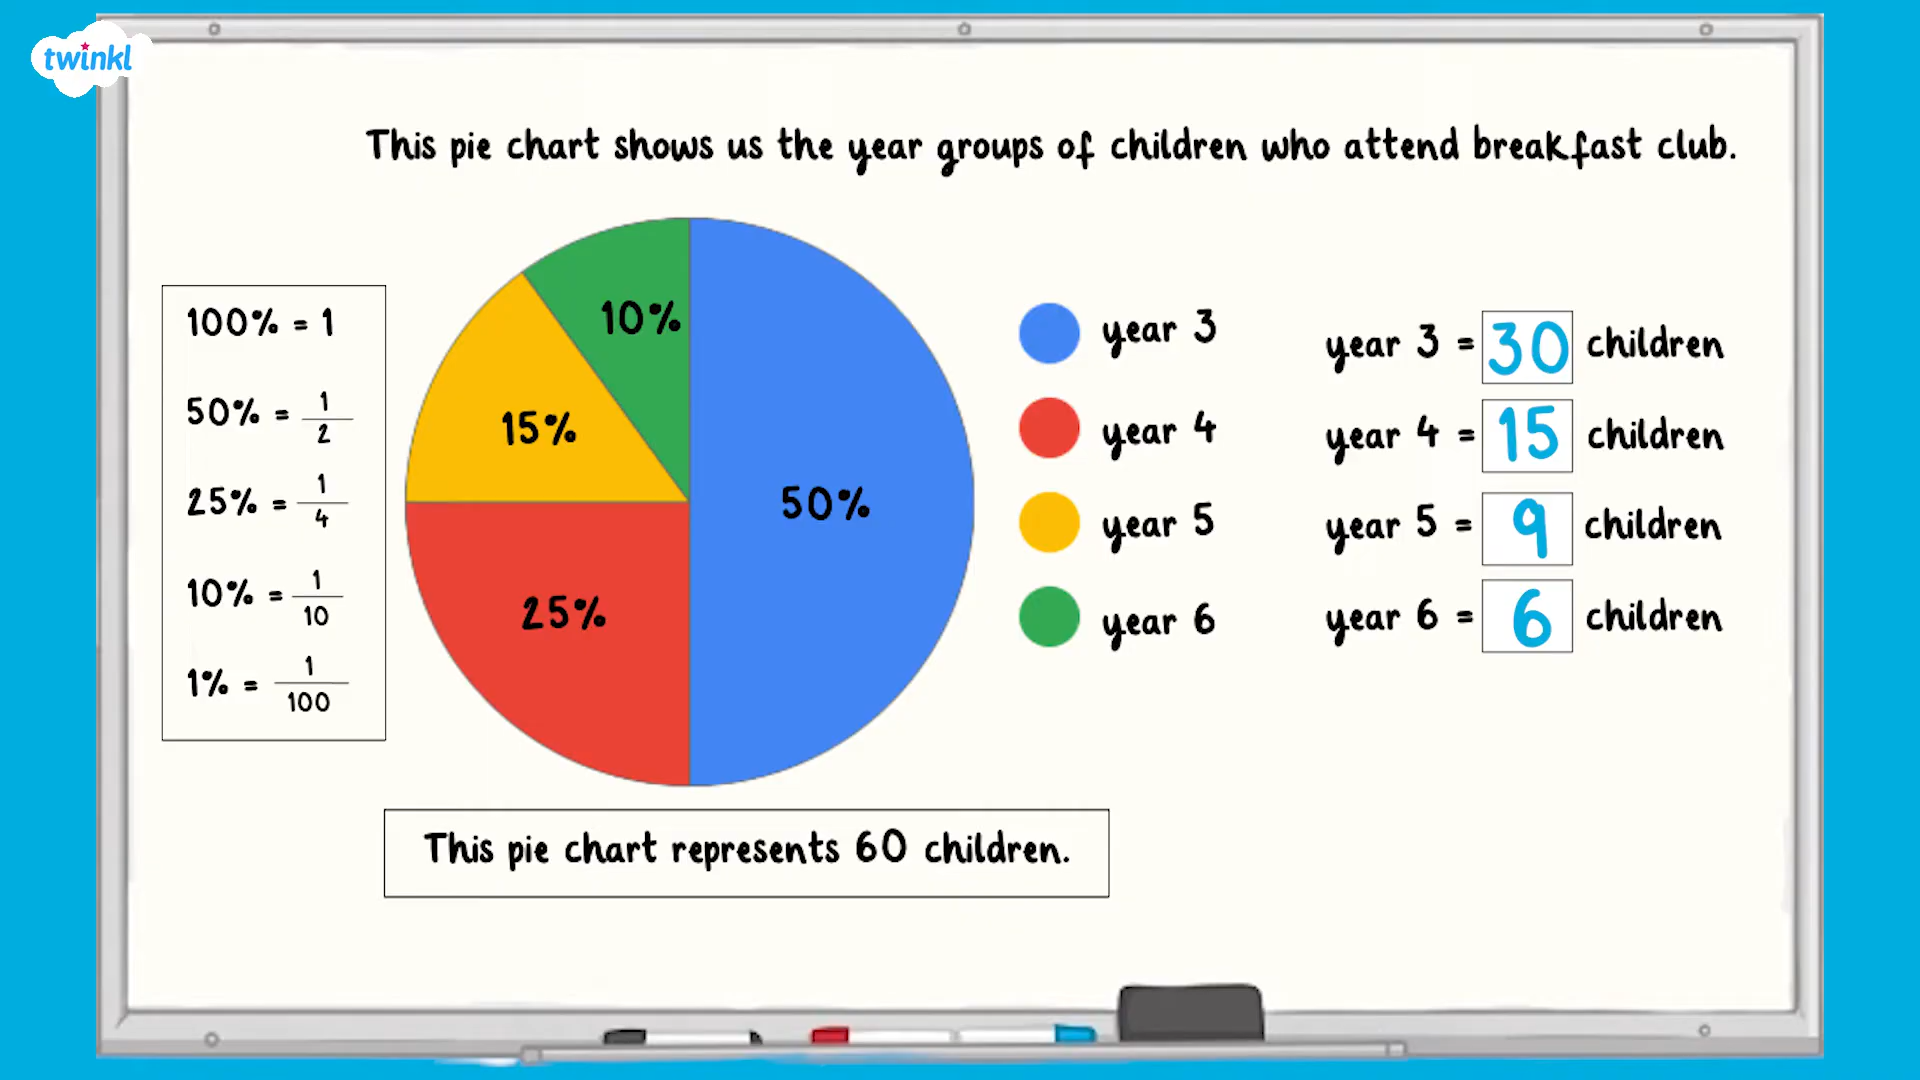 twinkl
This pie chart shows us the year groups of children who attend breakfast club.
100% = 1
50% = 1/2
25% = 1/4
10% = 1/10
1% = 1/100
10%
15%
50%
25%
year 3
year 4
year 5
year 6
year 3 = 30 children
year 4 = 15 children
year 5 = 9 children
year 6 = 6 children
This pie chart represents 60 children.